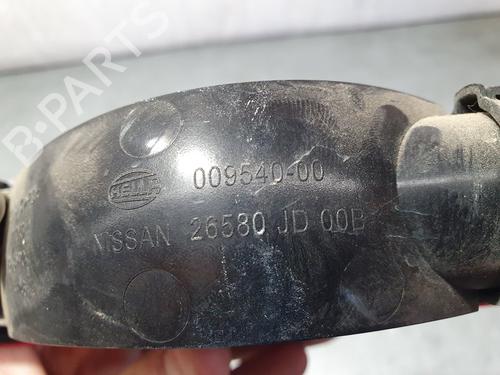 B-PARTS
HELLA
009540-00
NISSAN 26580 JD 00B